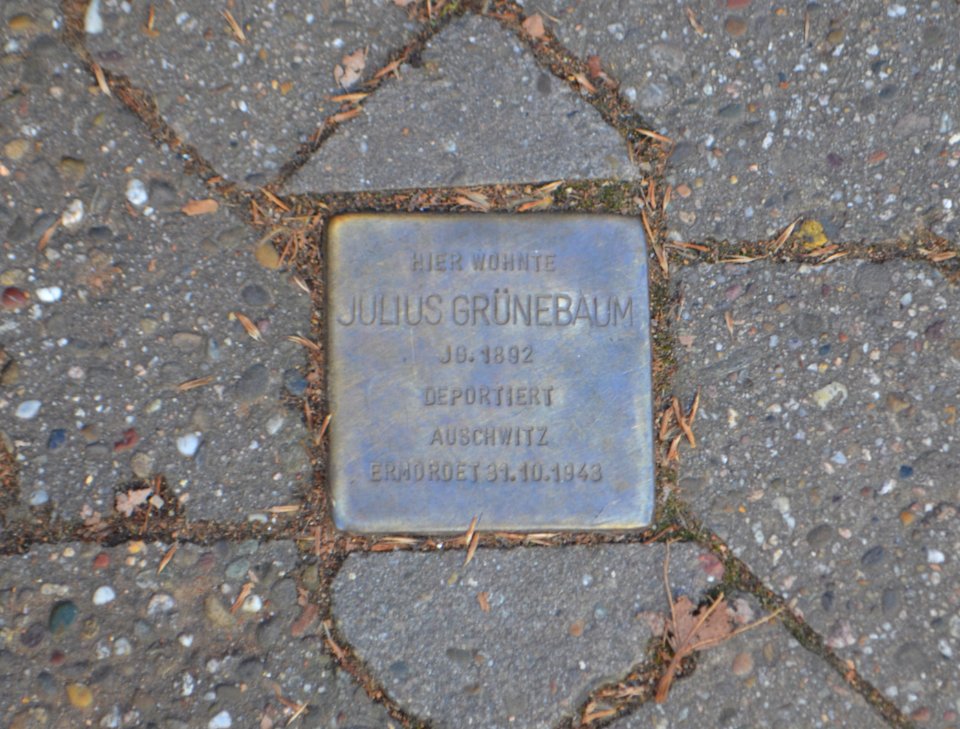 HIER WOHNTE
JULIUS GRÜNEBAUM
JG. 1892
DEPORTIERT
AUSCHWITZ
ERMORDET 31.10.1943